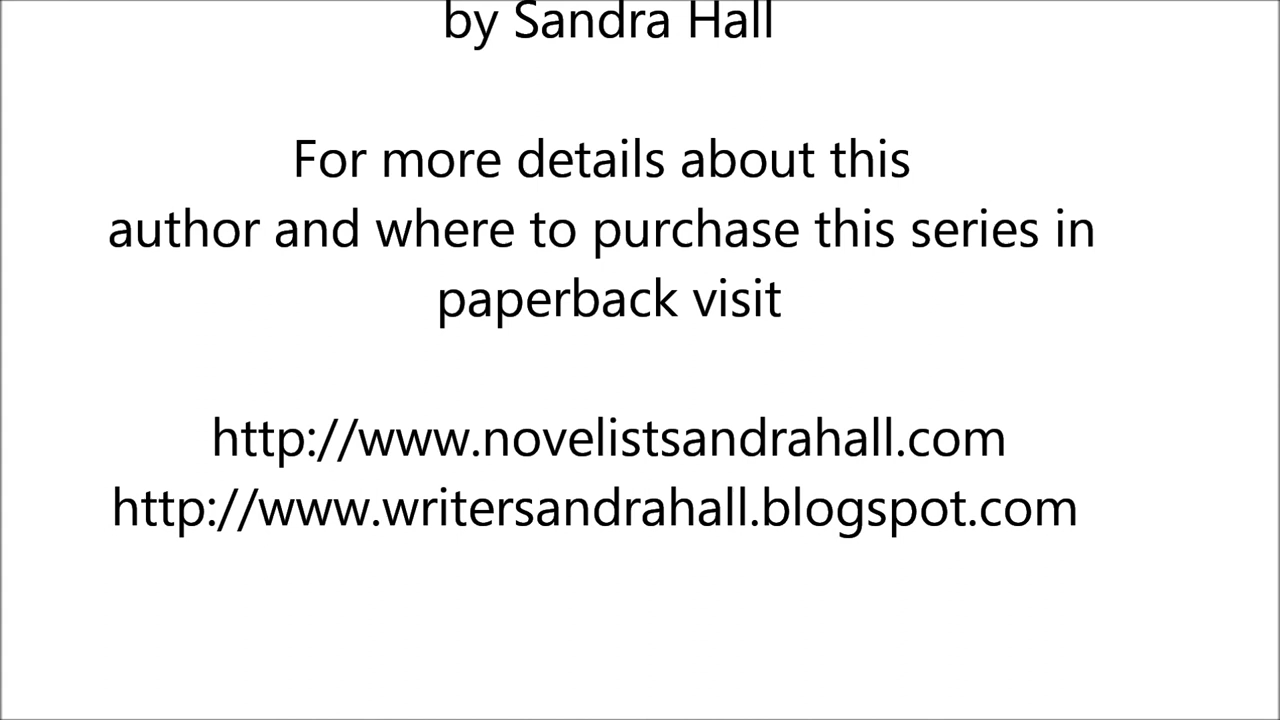 by Sandra Hall
For more details about this
author and where to purchase this series in
paperback visit
http://www.novelistsandrahall.com
http://www.writersandrahall.blogspot.com